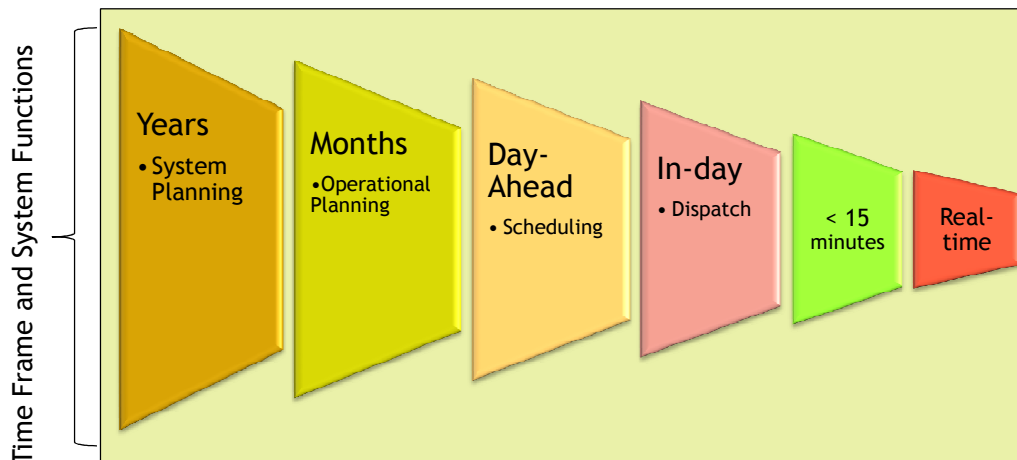 Time Frame and System Functions
Years
• System
Planning
Months
•Operational
Planning
Day-
Ahead
• Scheduling
In-day
• Dispatch
< 15
minutes
Real-
time